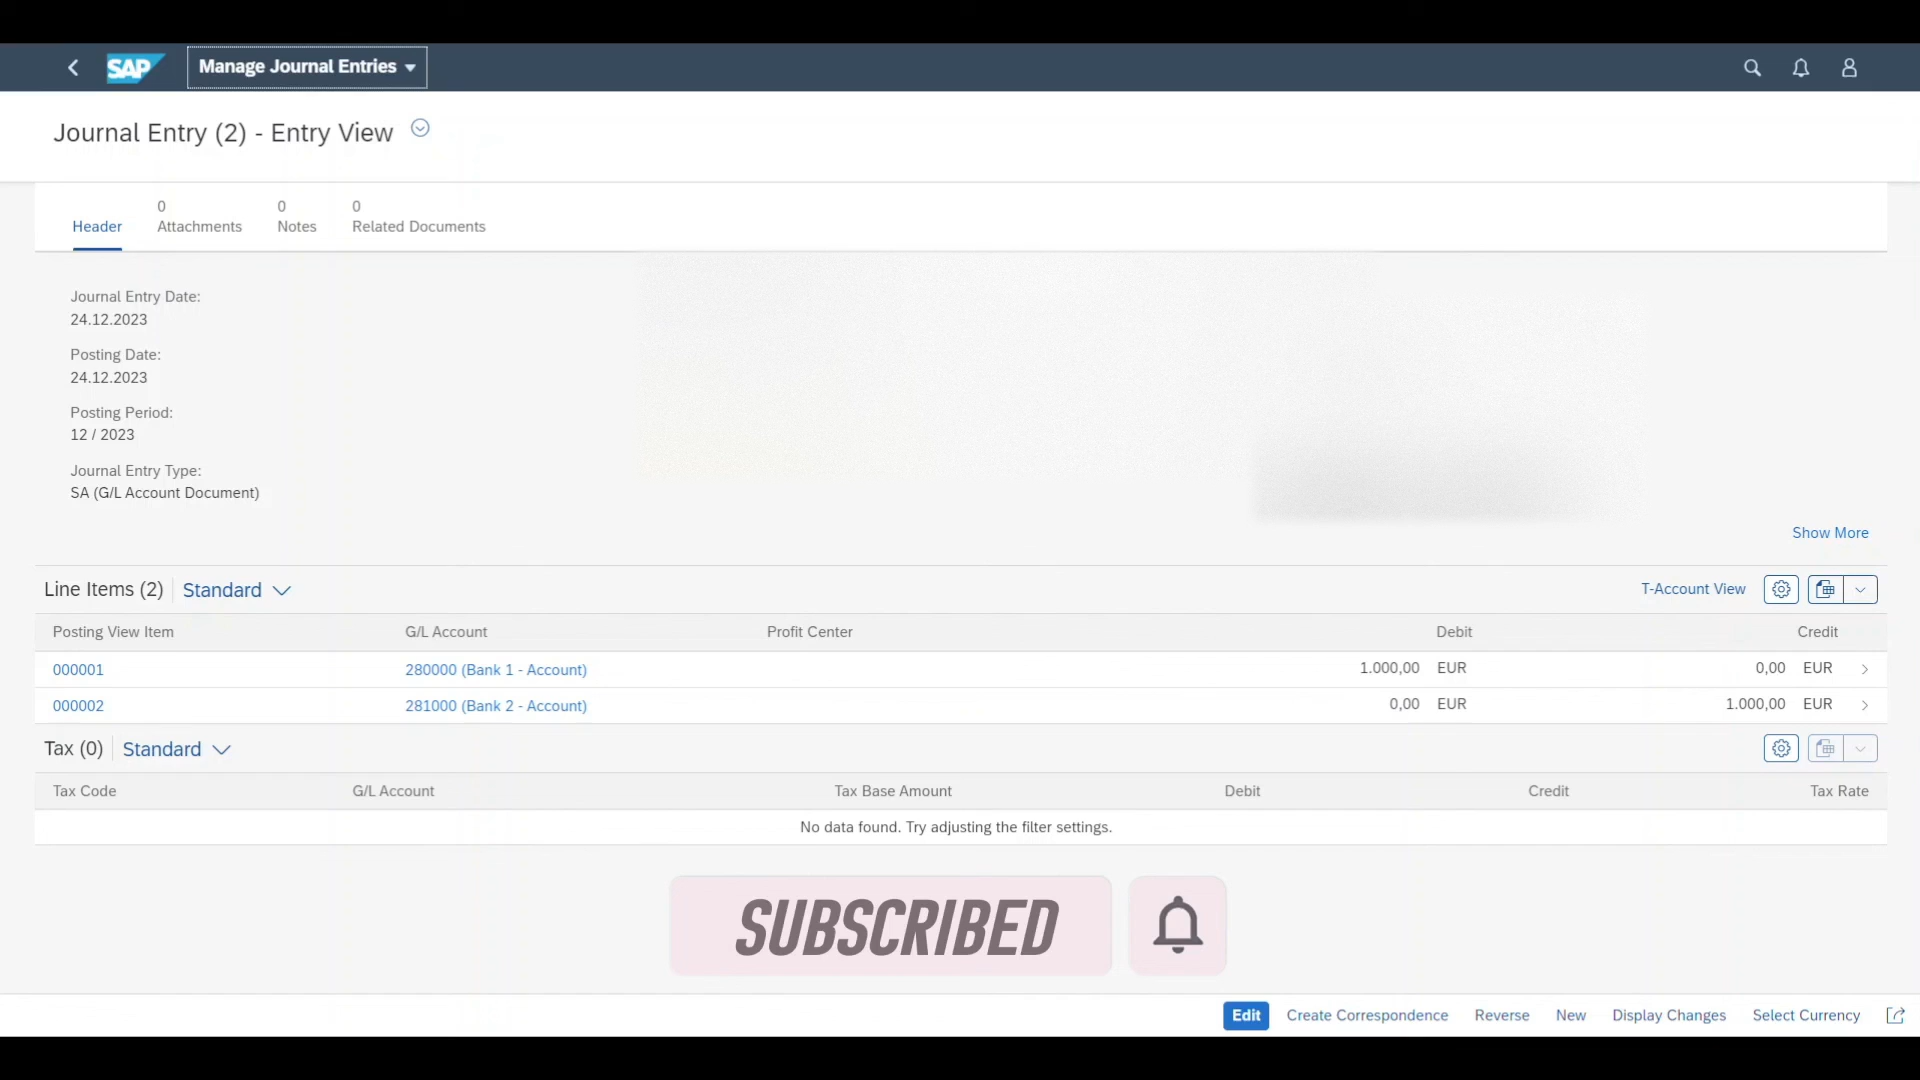 SAP Manage Journal Entries
Journal Entry (2) - Entry View
0 0 0
Header Attachments Notes Related Documents
Journal Entry Date:
24.12.2023
Posting Date:
24.12.2023
Posting Period:
12 / 2023
Journal Entry Type:
SA (G/L Account Document)
Show More
Line Items (2) Standard T-Account View
Posting View Item G/L Account Profit Center Debit Credit
000001 280000 (Bank 1 - Account) 1.000,00 EUR 0,00 EUR
000002 281000 (Bank 2 - Account) 0,00 EUR 1.000,00 EUR
Tax (0) Standard
Tax Code G/L Account Tax Base Amount Debit Credit Tax Rate
No data found. Try adjusting the filter settings.
SUBSCRIBED
Edit Create Correspondence Reverse New Display Changes Select Currency